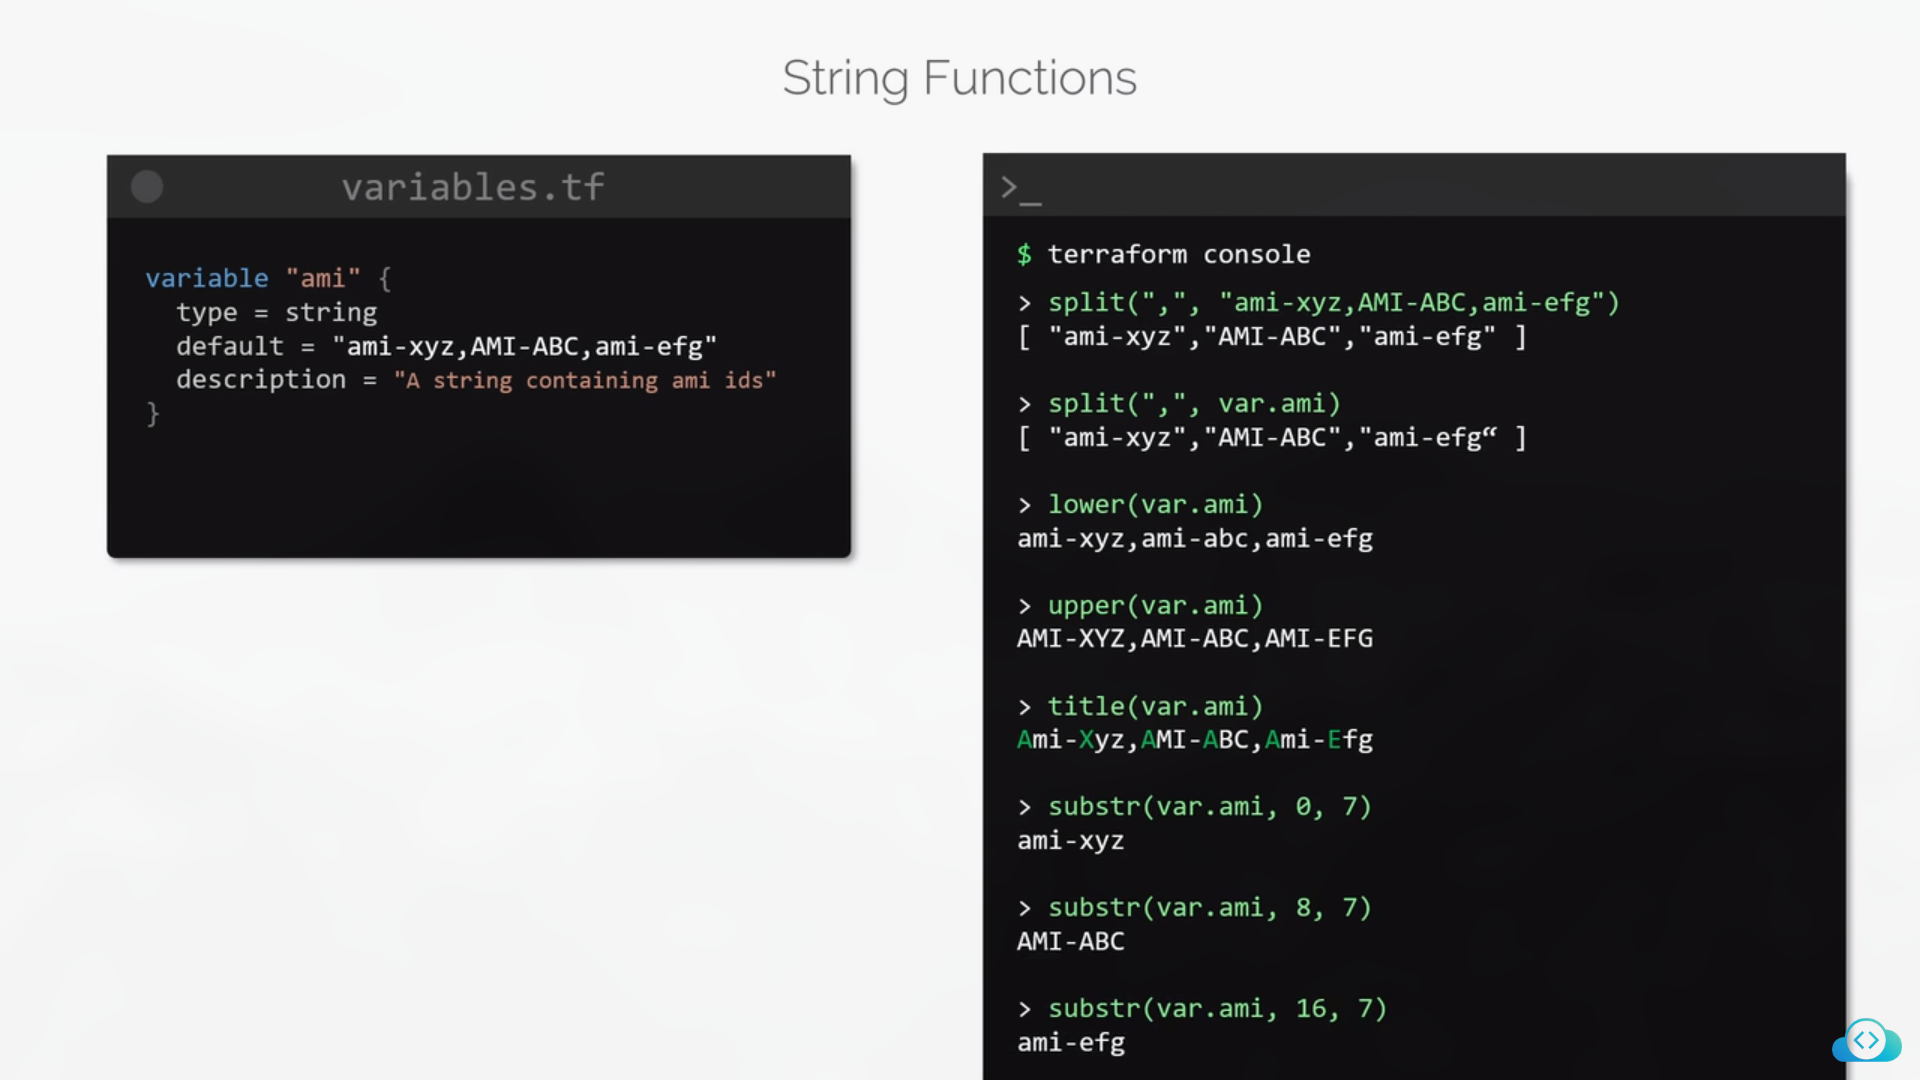 String Functions
variables.tf
variable "ami" {
  type = string
  default = "ami-xyz,AMI-ABC,ami-efg"
  description = "A string containing ami ids"
}
>_
$ terraform console
> split(",", "ami-xyz,AMI-ABC,ami-efg")
[ "ami-xyz","AMI-ABC","ami-efg" ]
> split(",", var.ami)
[ "ami-xyz","AMI-ABC","ami-efg“ ]
> lower(var.ami)
ami-xyz,ami-abc,ami-efg
> upper(var.ami)
AMI-XYZ,AMI-ABC,AMI-EFG
> title(var.ami)
Ami-Xyz,AMI-ABC,Ami-Efg
> substr(var.ami, 0, 7)
ami-xyz
> substr(var.ami, 8, 7)
AMI-ABC
> substr(var.ami, 16, 7)
ami-efg